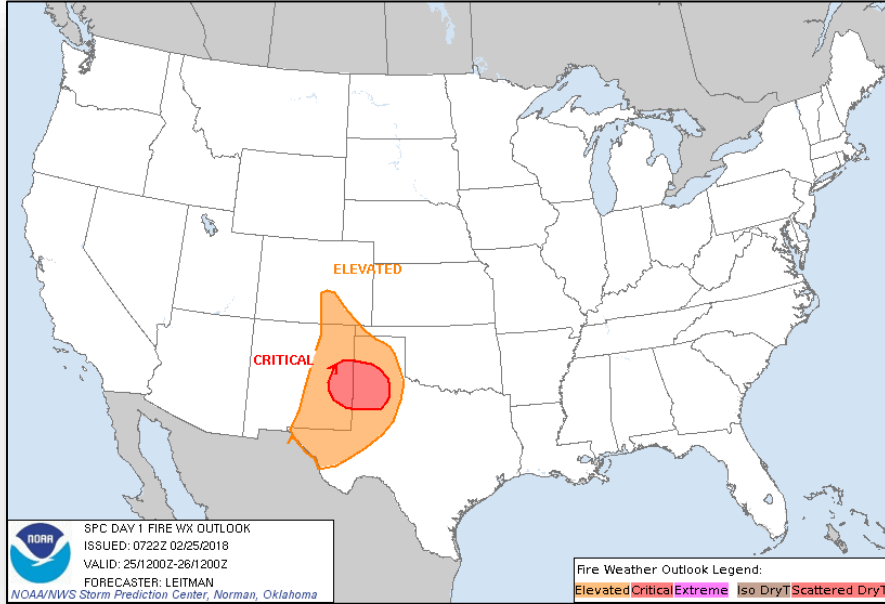 ELEVATED
CRITICAL
NOAA
SPC DAY 1 FIRE WX OUTLOOK
ISSUED: 0722Z 02/25/2018
VALID: 25/1200Z-26/1200Z
FORECASTER: LEITMAN
NOAA/NWS Storm Prediction Center, Norman, Oklahoma
Fire Weather Outlook Legend:
Elevated Critical Extreme Iso DryT Scattered DryT